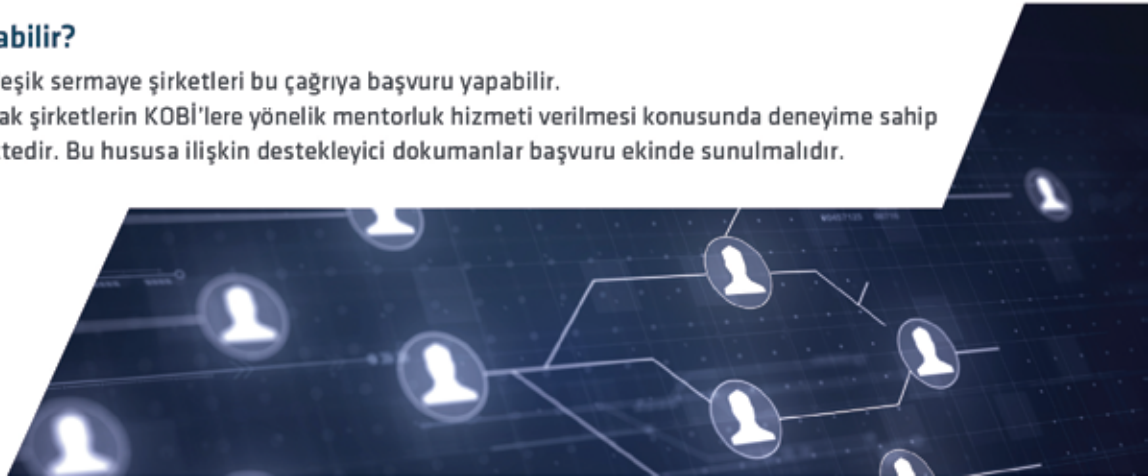 abilir?
eşik sermaye şirketleri bu çağrıya başvuru yapabilir.
ak şirketlerin KOBİ'lere yönelik mentorluk hizmeti verilmesi konusunda deneyime sahip
tedir. Bu hususa ilişkin destekleyici dokumanlar başvuru ekinde sunulmalıdır.